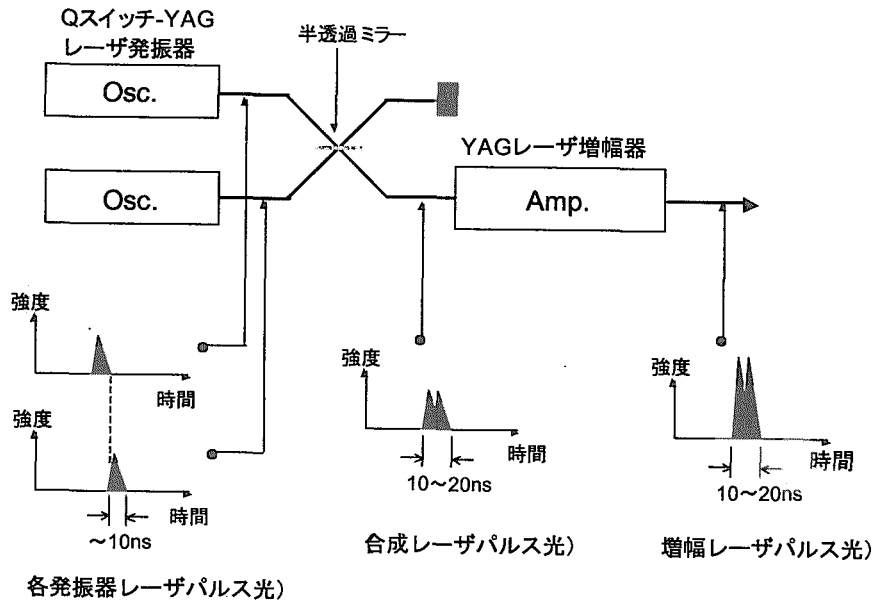 Qスイッチ-YAG
レーザ発振器
半透過ミラー
Osc.
YAGレーザ増幅器
Osc.
Amp.
強度
時間
強度
時間
～10ns
各発振器レーザパルス光）
強度
時間
10～20ns
合成レーザパルス光）
強度
時間
10～20ns
増幅レーザパルス光）